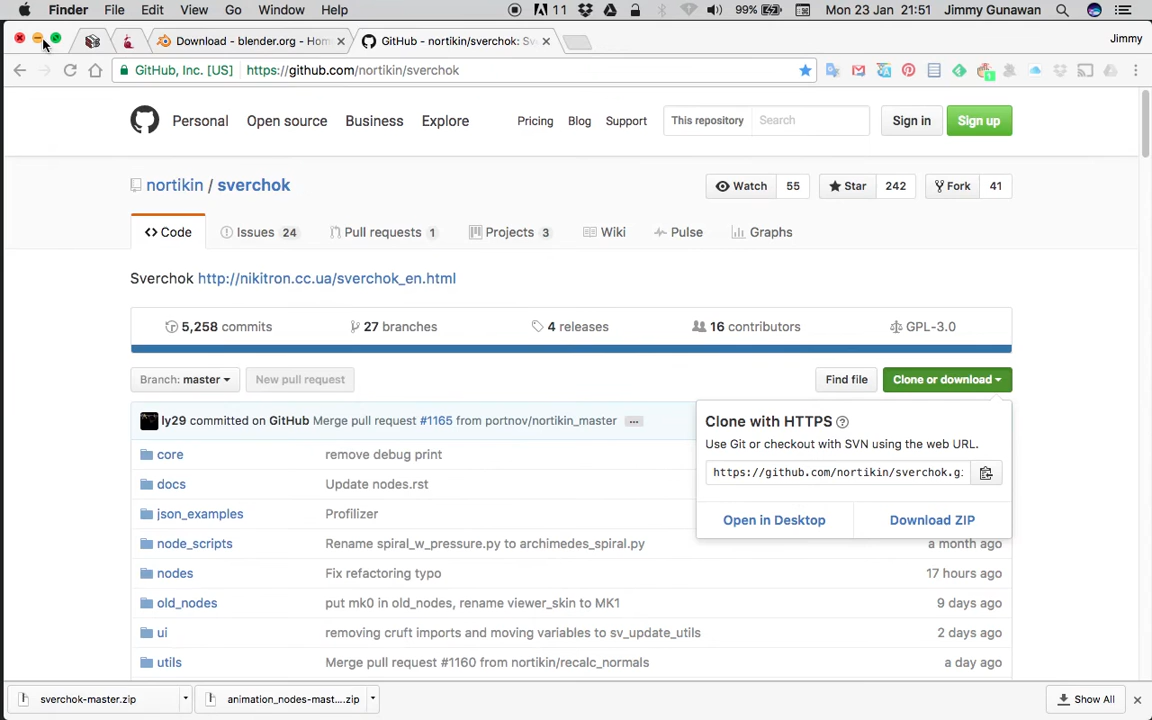 Finder File Edit View Go Window Help 11 99% Mon 23 Jan 21:51 Jimmy Gunawan
Download - blender.org - Hom GitHub - nortikin/sverchok: Sv Jimmy
GitHub, Inc. [US] https://github.com/nortikin/sverchok
Personal Open source Business Explore Pricing Blog Support This repository Search Sign in Sign up
nortikin / sverchok Watch 55 Star 242 Fork 41
Code Issues 24 Pull requests 1 Projects 3 Wiki Pulse Graphs
Sverchok http://nikitron.cc.ua/sverchok_en.html
5,258 commits 27 branches 4 releases 16 contributors GPL-3.0
Branch: master New pull request Find file Clone or download
ly29 committed on GitHub Merge pull request #1165 from portnov/nortikin_master ...
Clone with HTTPS
Use Git or checkout with SVN using the web URL.
https://github.com/nortikin/sverchok.g
Open in Desktop Download ZIP
core remove debug print
docs Update nodes.rst
json_examples Profilizer
node_scripts Rename spiral_w_pressure.py to archimedes_spiral.py a month ago
nodes Fix refactoring typo 17 hours ago
old_nodes put mk0 in old_nodes, rename viewer_skin to MK1 9 days ago
ui removing cruft imports and moving variables to sv_update_utils 2 days ago
utils Merge pull request #1160 from nortikin/recalc_normals a day ago
sverchok-master.zip animation_nodes-mast....zip Show All